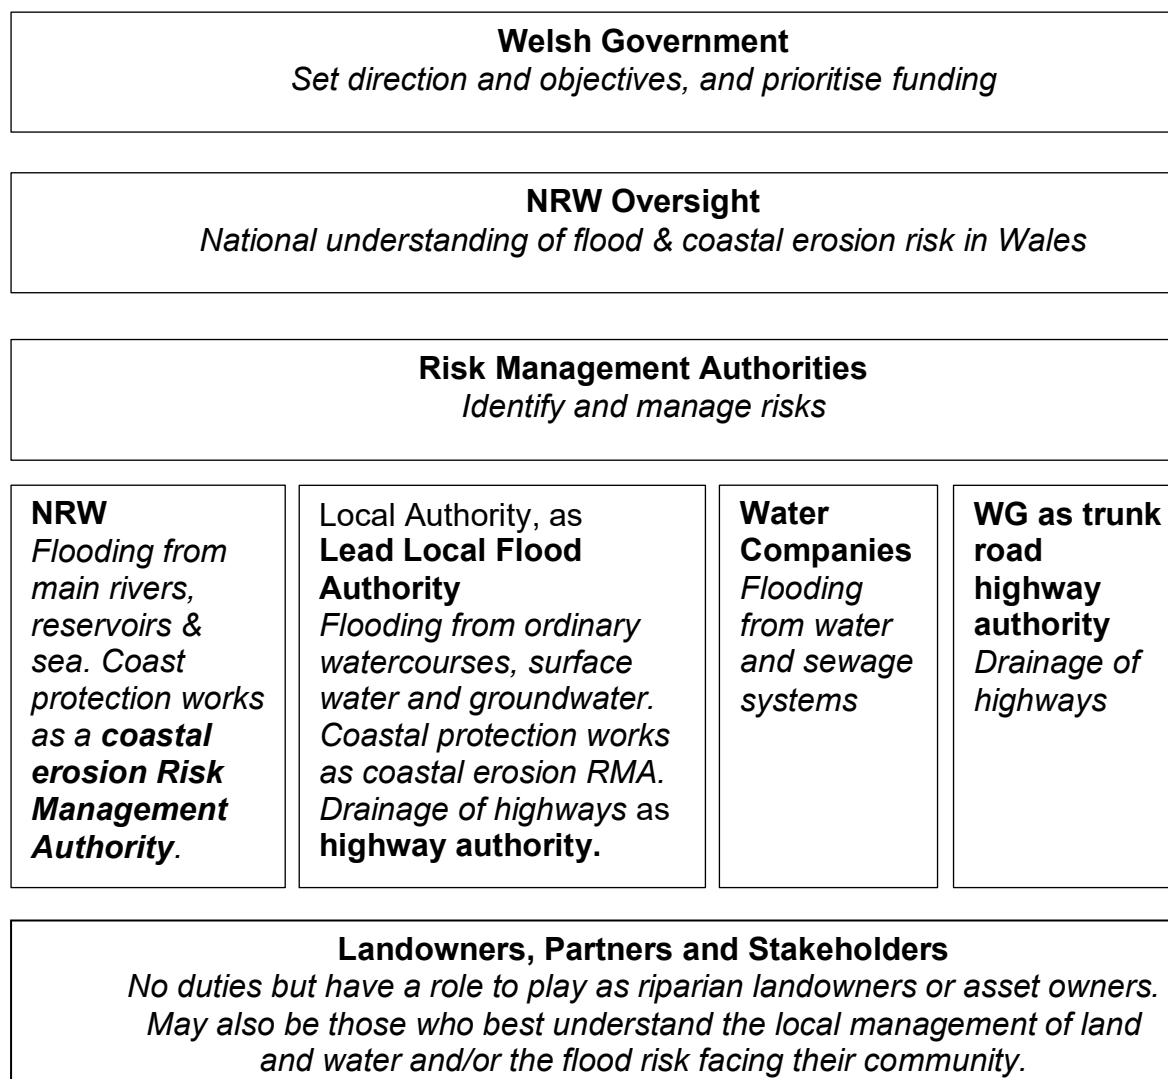 Welsh Government
Set direction and objectives, and prioritise funding
NRW Oversight
National understanding of flood & coastal erosion risk in Wales
Risk Management Authorities
Identify and manage risks
NRW
Flooding from
main rivers,
reservoirs &
sea. Coast
protection works
as a coastal
erosion Risk
Management
Authority.
Local Authority, as
Lead Local Flood
Authority
Flooding from ordinary
watercourses, surface
water and groundwater.
Coastal protection works
as coastal erosion RMA.
Drainage of highways as
highway authority.
Water
Companies
Flooding
from water
and sewage
systems
WG as trunk
road
highway
authority
Drainage of
highways
Landowners, Partners and Stakeholders
No duties but have a role to play as riparian landowners or asset owners.
May also be those who best understand the local management of land
and water and/or the flood risk facing their community.